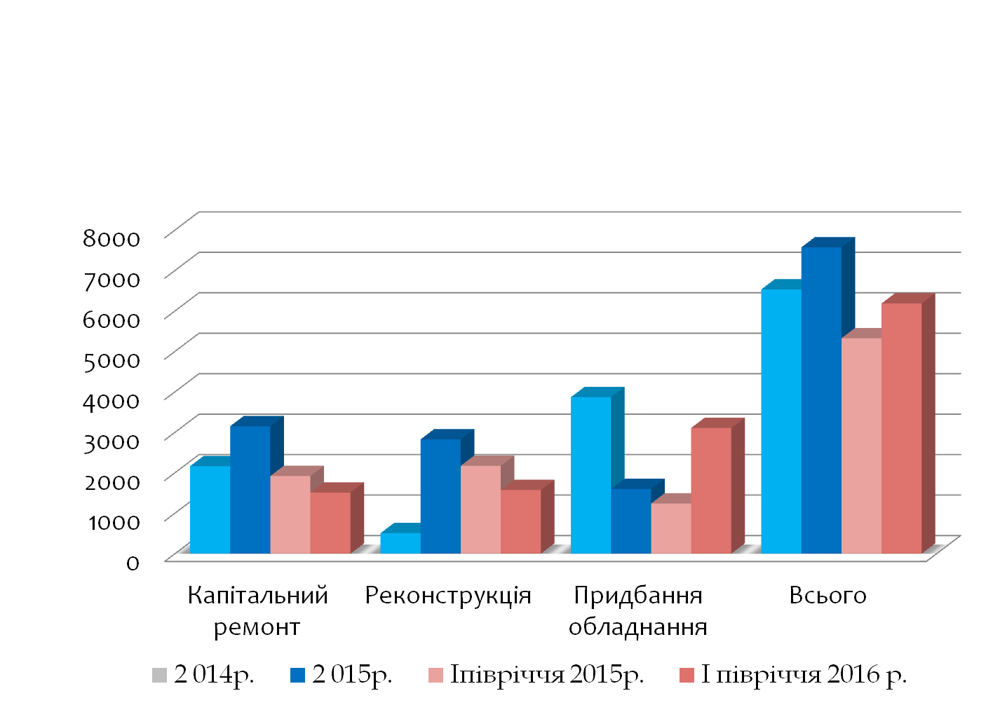 8000
7000
6000
5000
4000
3000
2000
1000
0
Капітальний ремонт
Реконструкція
Придбання обладнання
Всього
2 014р.
2 015р.
Іпівріччя 2015р.
І півріччя 2016 р.